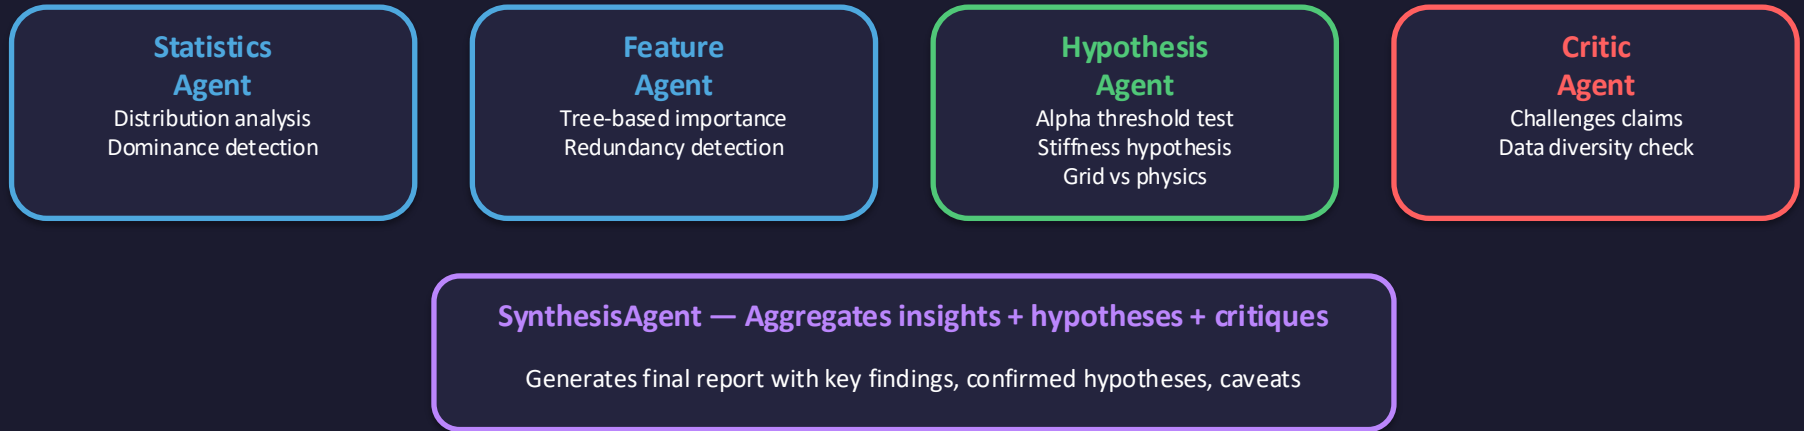 Statistics
Agent
Distribution analysis
Dominance detection
Feature
Agent
Tree-based importance
Redundancy detection
Hypothesis
Agent
Alpha threshold test
Stiffness hypothesis
Grid vs physics
Critic
Agent
Challenges claims
Data diversity check
SynthesisAgent — Aggregates insights + hypotheses + critiques
Generates final report with key findings, confirmed hypotheses, caveats